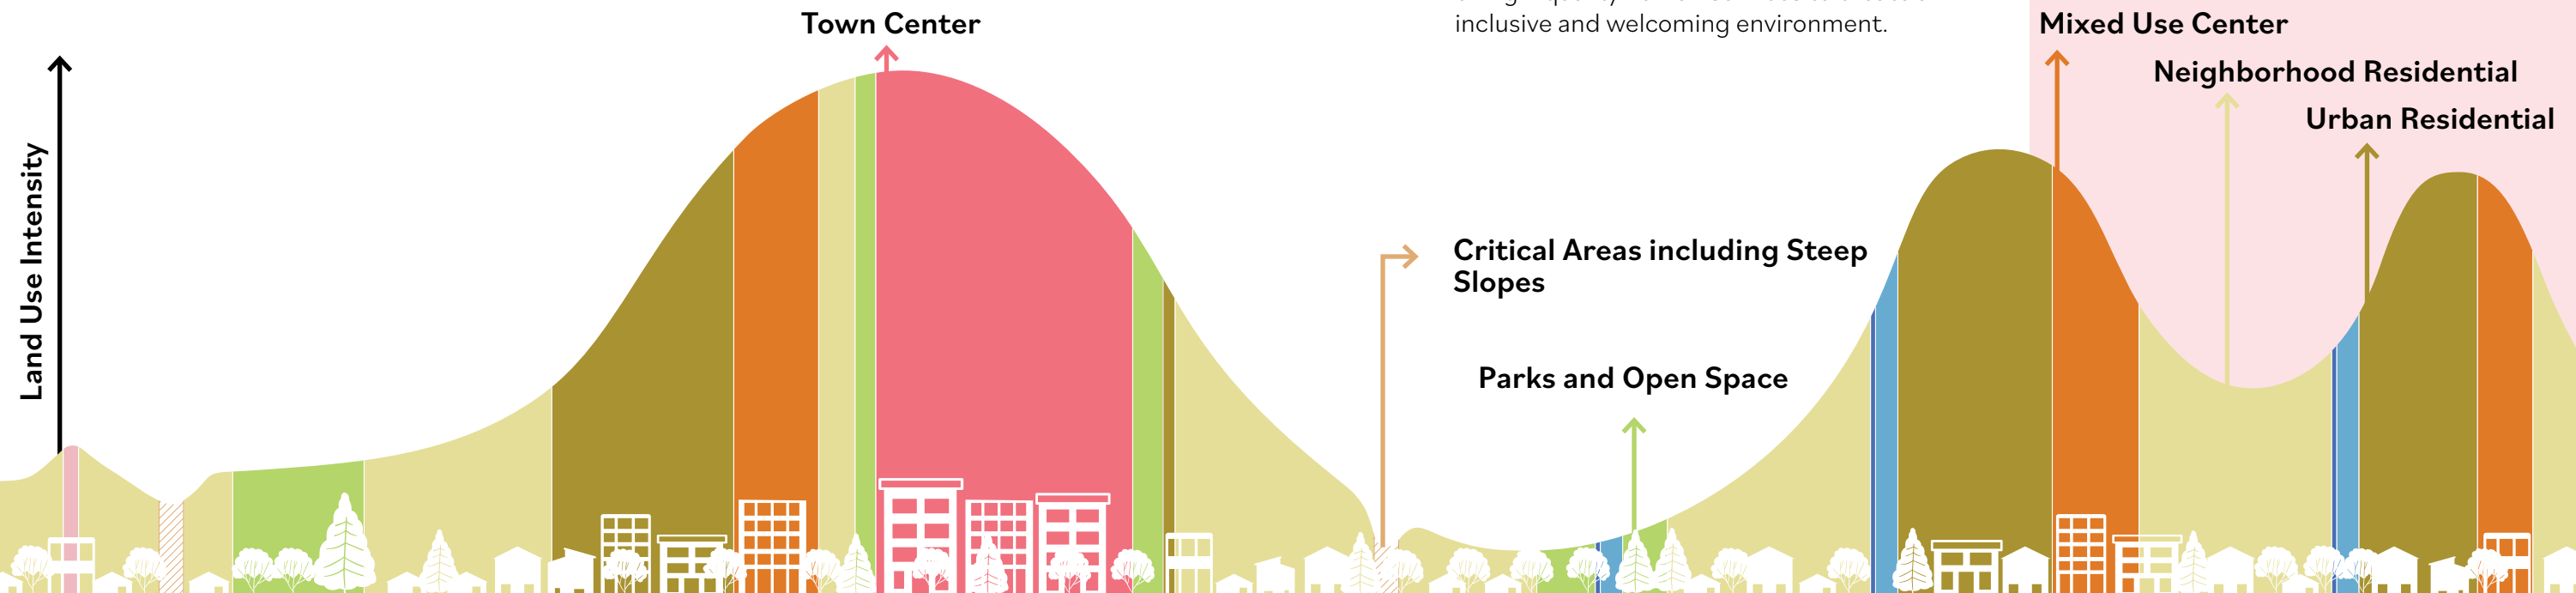 Town Center
inclusive and welcoming environment.
Mixed Use Center
Neighborhood Residential
Urban Residential
Land Use Intensity
Critical Areas including Steep
Slopes
Parks and Open Space